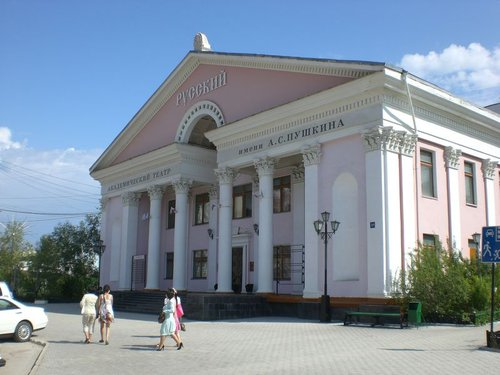 РУССКИЙ
АКАДЕМИЧЕСКИЙ ТЕАТР
ИМЕНИ А.С.ПУШКИНА